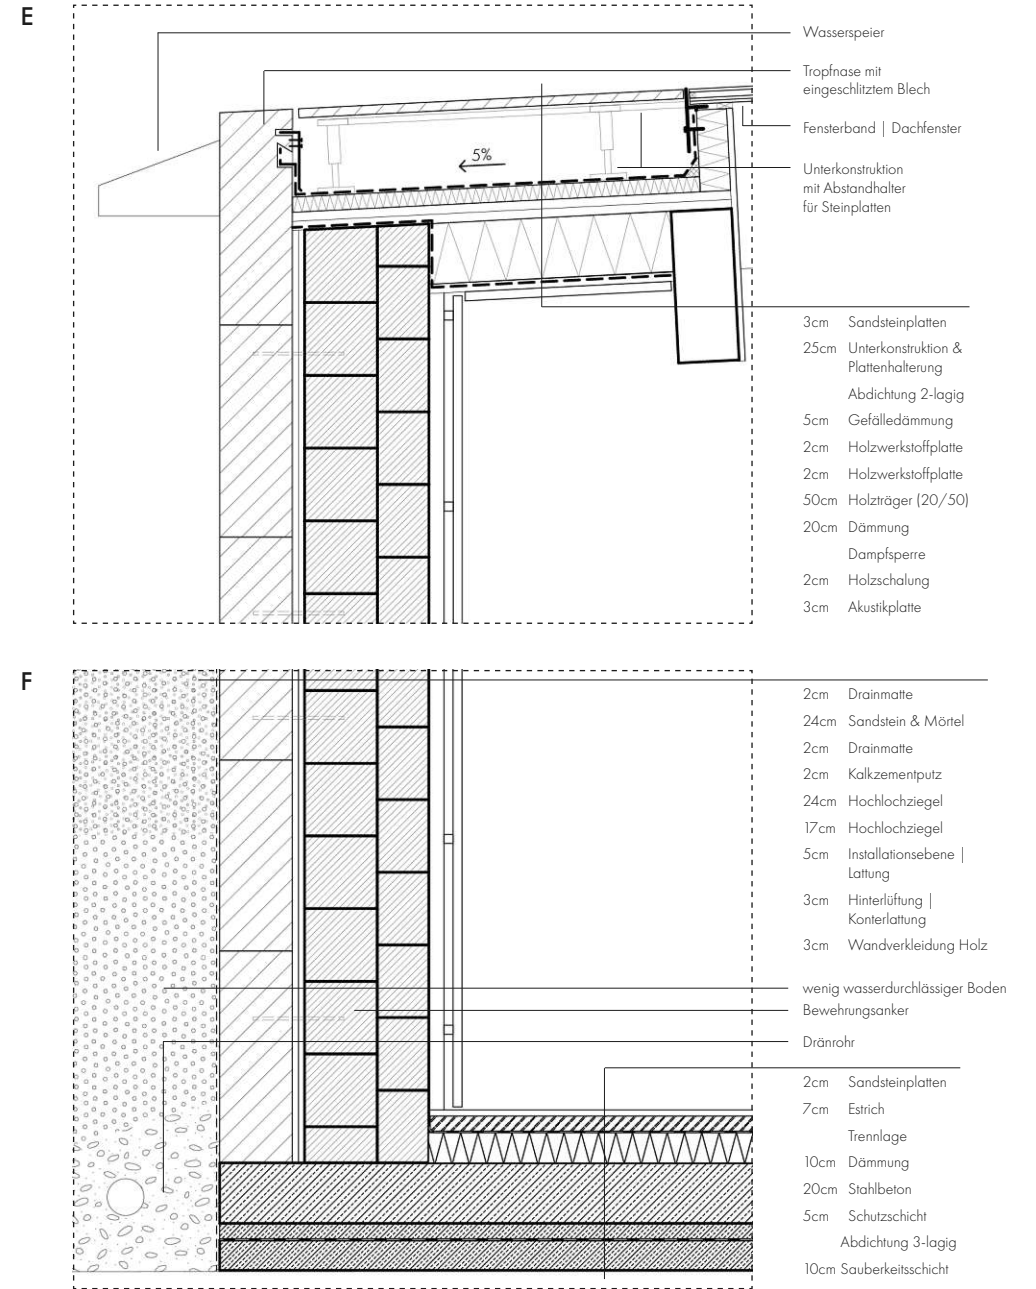 E
Wasserspeier
Tropfnase mit
eingeschlitztem Blech
Fensterband | Dachfenster
Unterkonstruktion
mit Abstandhalter
für Steinplatten
5%
3cm Sandsteinplatten
25cm Unterkonstruktion &
Plattenhalterung
Abdichtung 2-lagig
5cm Gefälledämmung
2cm Holzwerkstoffplatte
2cm Holzwerkstoffplatte
50cm Holzträger (20/50)
20cm Dämmung
Dampfsperre
2cm Holzschalung
3cm Akustikplatte
F
2cm Drainmatte
24cm Sandstein & Mörtel
2cm Drainmatte
2cm Kalkzementputz
24cm Hochlochziegel
17cm Hochlochziegel
5cm Installationsebene |
Lattung
3cm Hinterlüftung |
Konterlattung
3cm Wandverkleidung Holz
wenig wasserdurchlässiger Boden
Bewehrungsanker
Dränrohr
2cm Sandsteinplatten
7cm Estrich
Trennlage
10cm Dämmung
20cm Stahlbeton
5cm Schutzschicht
Abdichtung 3-lagig
10cm Sauberkeitsschicht